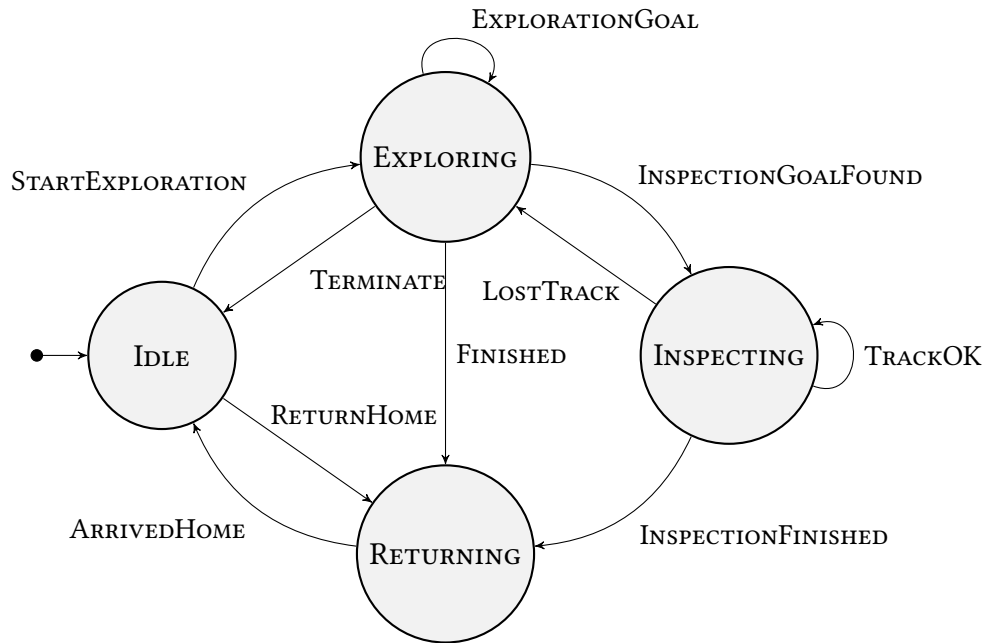 ExplorationGoal
Exploring
StartExploration
InspectionGoalFound
Terminate
LostTrack
Idle
Finished
Inspecting
TrackOK
ReturnHome
ArrivedHome
InspectionFinished
Returning